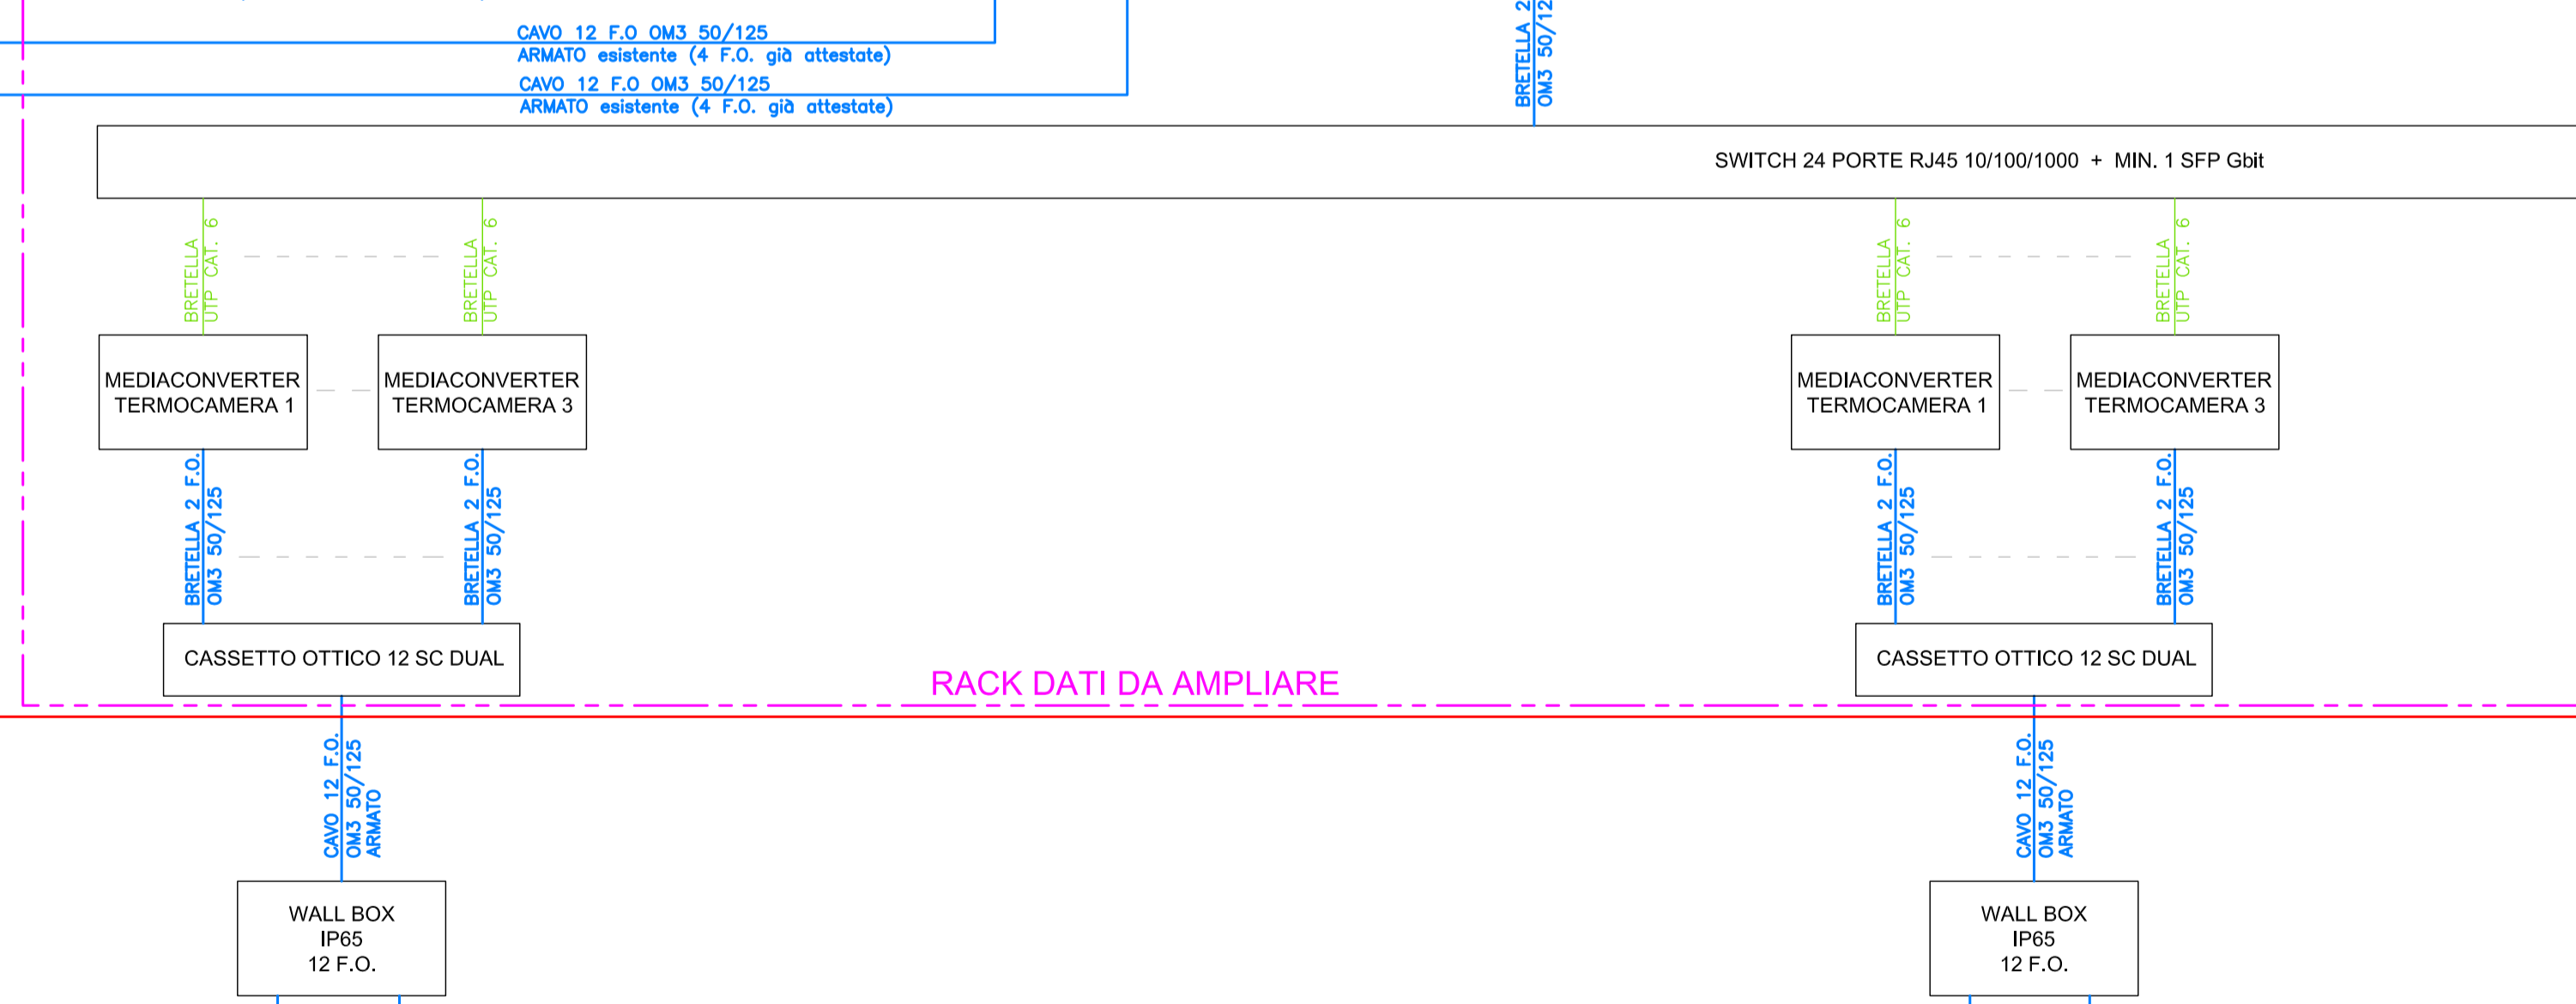 CAVO 12 F.O OM3 50/125
ARMATO esistente (4 F.O. già attestate)
CAVO 12 F.O OM3 50/125
ARMATO esistente (4 F.O. già attestate)
BRETELLA 2
OM3 50/12
SWITCH 24 PORTE RJ45 10/100/1000 + MIN. 1 SFP Gbit
BRETELLA
UTP CAT. 6
BRETELLA
UTP CAT. 6
BRETELLA
UTP CAT. 6
BRETELLA
UTP CAT. 6
MEDIACONVERTER
TERMOCAMERA 1
MEDIACONVERTER
TERMOCAMERA 3
MEDIACONVERTER
TERMOCAMERA 1
MEDIACONVERTER
TERMOCAMERA 3
BRETELLA 2 F.O.
OM3 50/125
BRETELLA 2 F.O.
OM3 50/125
BRETELLA 2 F.O.
OM3 50/125
BRETELLA 2 F.O.
OM3 50/125
CASSETTO OTTICO 12 SC DUAL
CASSETTO OTTICO 12 SC DUAL
RACK DATI DA AMPLIARE
CAVO 12 F.O.
OM3 50/125
ARMATO
CAVO 12 F.O.
OM3 50/125
ARMATO
WALL BOX
IP65
12 F.O.
WALL BOX
IP65
12 F.O.